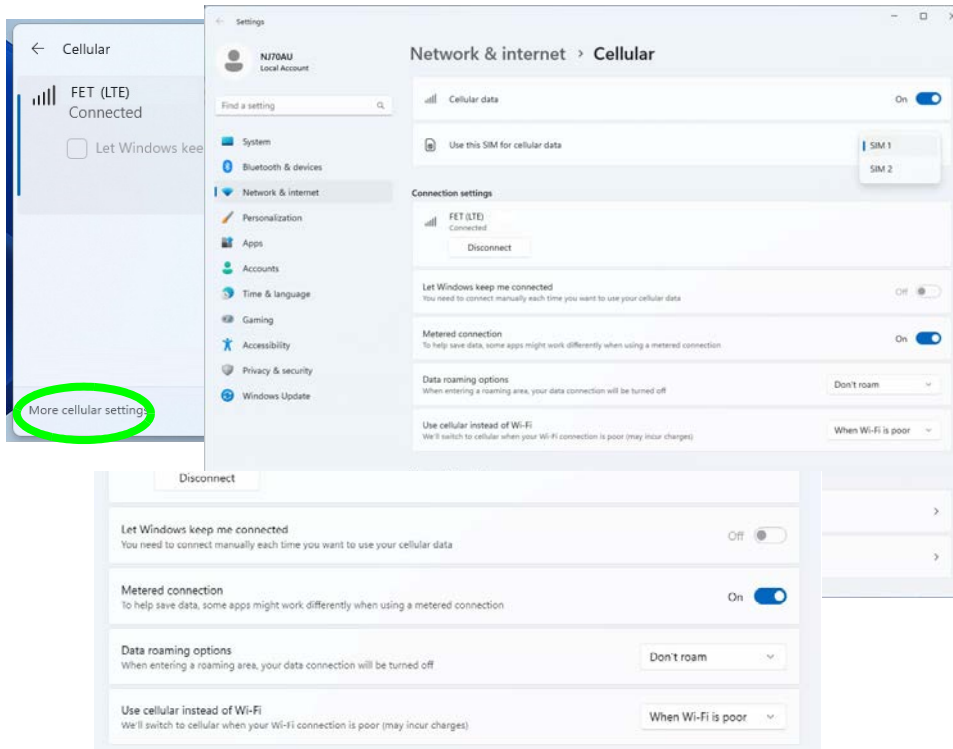 Cellular
FET (LTE)
Connected
Let Windows kee
More cellular settings
Settings
NJ70AU
Local Account
Find a setting
System
Bluetooth & devices
Network & internet
Personalization
Apps
Accounts
Time & language
Gaming
Accessibility
Privacy & security
Windows Update
Network & internet > Cellular
Cellular data
On
Use this SIM for cellular data
SIM 1
SIM 2
Connection settings
FET (LTE)
Connected
Disconnect
Let Windows keep me connected
You need to connect manually each time you want to use your cellular data
Off
Metered connection
To help save data, some apps might work differently when using a metered connection
On
Data roaming options
When entering a roaming area, your data connection will be turned off
Don't roam
Use cellular instead of Wi-Fi
We'll switch to cellular when your Wi-Fi connection is poor (may incur charges)
When Wi-Fi is poor
Disconnect
Let Windows keep me connected
You need to connect manually each time you want to use your cellular data
Off
Metered connection
To help save data, some apps might work differently when using a metered connection
On
Data roaming options
When entering a roaming area, your data connection will be turned off
Don't roam
Use cellular instead of Wi-Fi
We'll switch to cellular when your Wi-Fi connection is poor (may incur charges)
When Wi-Fi is poor